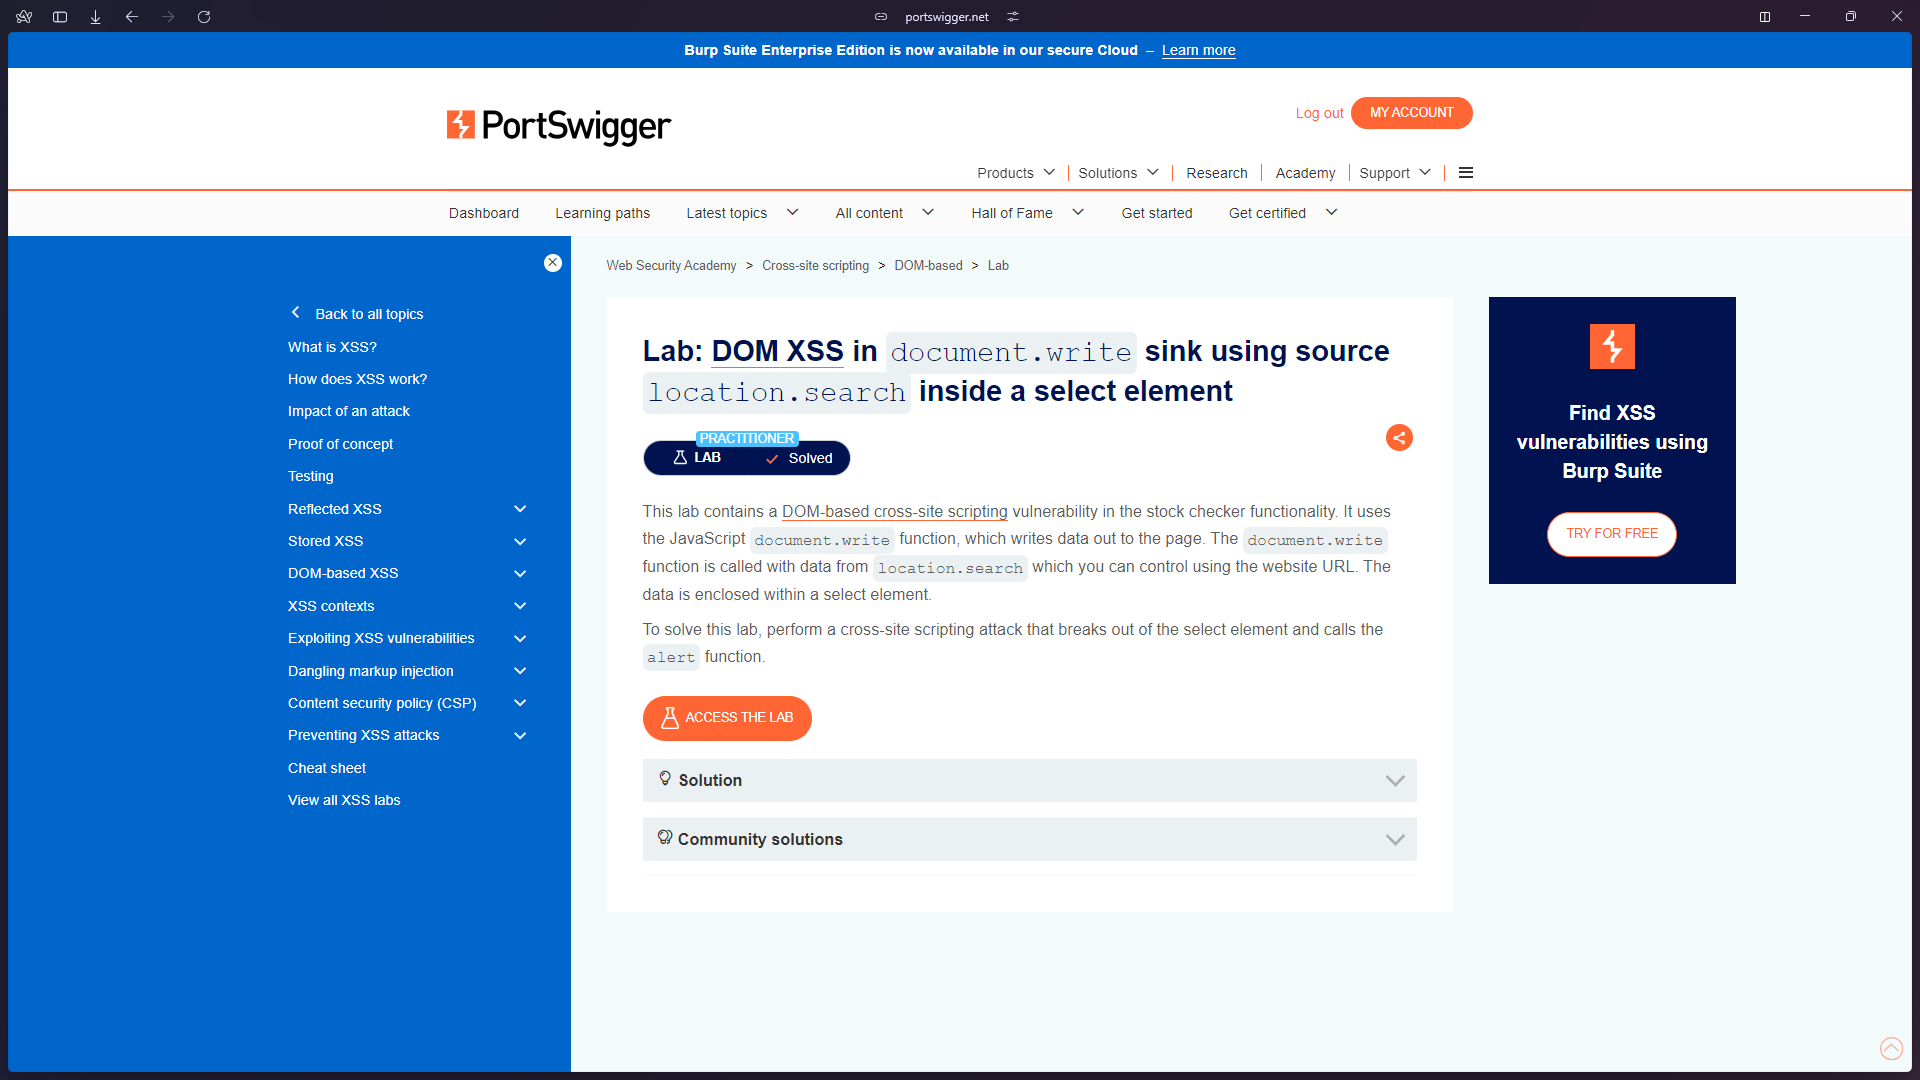 portswigger.net
Burp Suite Enterprise Edition is now available in our secure Cloud – Learn more
PortSwigger
Log out MY ACCOUNT
Products Solutions Research Academy Support
Dashboard Learning paths Latest topics All content Hall of Fame Get started Get certified
Back to all topics
What is XSS?
How does XSS work?
Impact of an attack
Proof of concept
Testing
Reflected XSS
Stored XSS
DOM-based XSS
XSS contexts
Exploiting XSS vulnerabilities
Dangling markup injection
Content security policy (CSP)
Preventing XSS attacks
Cheat sheet
View all XSS labs
Web Security Academy > Cross-site scripting > DOM-based > Lab
Lab: DOM XSS in document.write sink using source
location.search inside a select element
PRACTITIONER
LAB Solved
This lab contains a DOM-based cross-site scripting vulnerability in the stock checker functionality. It uses
the JavaScript document.write function, which writes data out to the page. The document.write
function is called with data from location.search which you can control using the website URL. The
data is enclosed within a select element.
To solve this lab, perform a cross-site scripting attack that breaks out of the select element and calls the
alert function.
ACCESS THE LAB
Solution
Community solutions
Find XSS
vulnerabilities using
Burp Suite
TRY FOR FREE